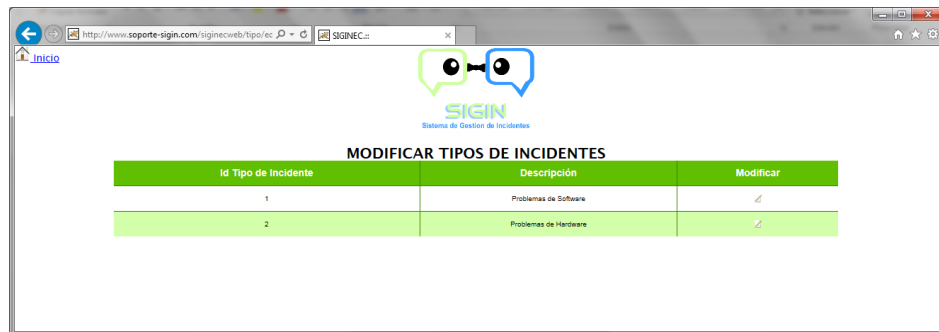 http://www.soporte-sigin.com/siginecweb/tipo/ec
SIGINEC.::
Inicio
SIGIN
Sistema de Gestion de Incidentes
MODIFICAR TIPOS DE INCIDENTES
Id Tipo de Incidente Descripción Modificar
1 Problemas de Software
2 Problemas de Hardware